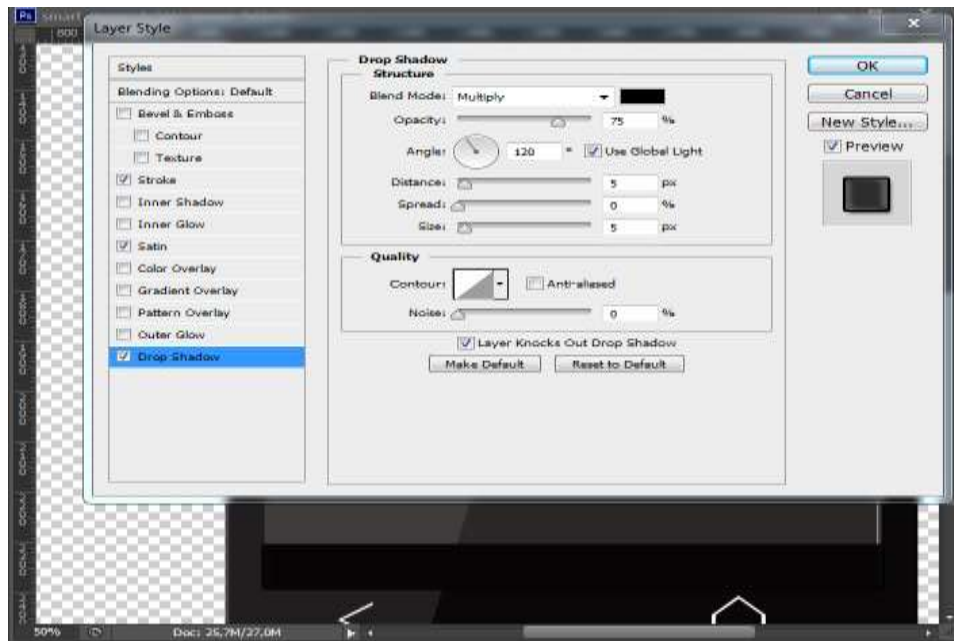 Ps smart
800
Layer Style
Styles
Blending Options: Default
Bevel & Emboss
Contour
Texture
Stroke
Inner Shadow
Inner Glow
Satin
Color Overlay
Gradient Overlay
Pattern Overlay
Outer Glow
Drop Shadow
Drop Shadow
Structure
Blend Mode: Multiply
Opacity: 75 %
Angle: 120 ° Use Global Light
Distance: 5 px
Spread: 0 %
Size: 5 px
Quality
Contour: Anti-aliased
Noise: 0 %
Layer Knocks Out Drop Shadow
Make Default Reset to Default
OK
Cancel
New Style...
Preview
50% Doc: 25,7M/27,0M